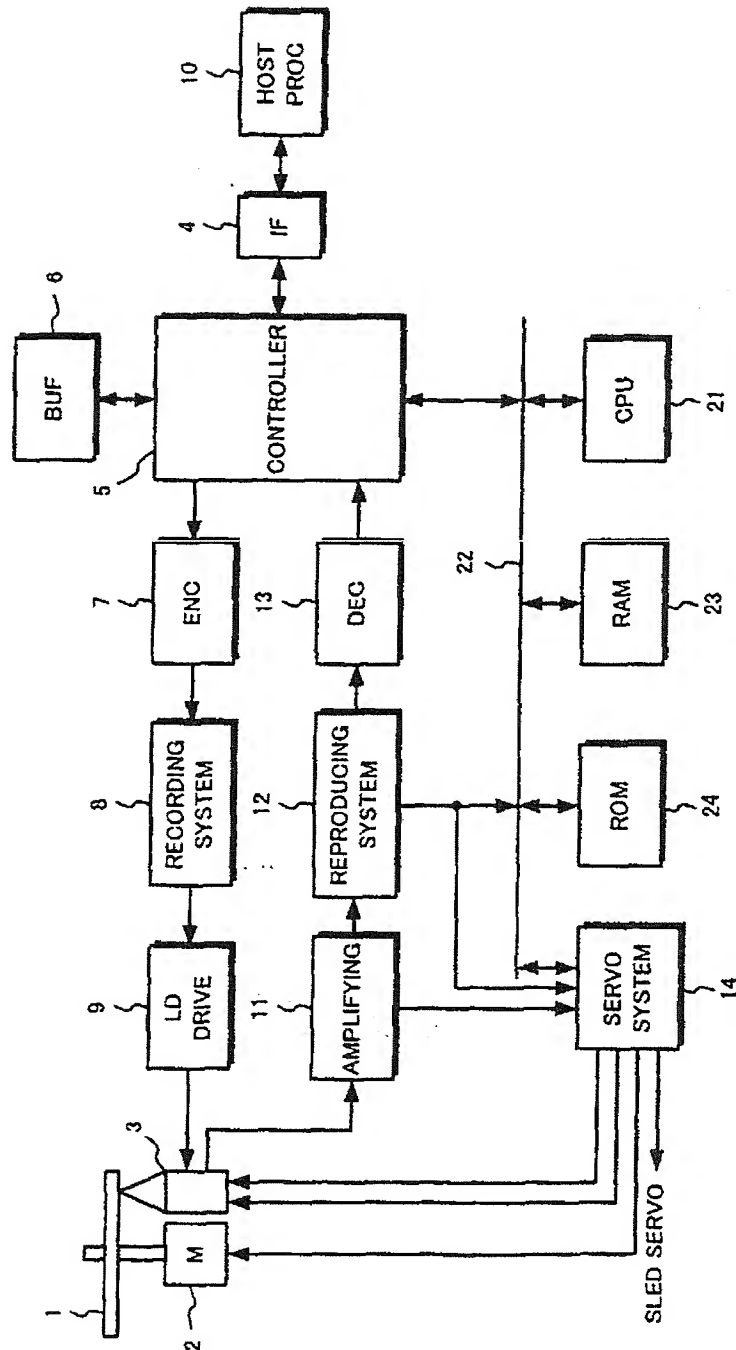 10
HOST
PROC
4
IF
6
BUF
5
CONTROLLER
7
ENC
13
DEC
22
CPU
21
RAM
23
8
RECORDING
SYSTEM
12
REPRODUCING
SYSTEM
ROM
24
9
LD
DRIVE
11
AMPLIFYING
SERVO
SYSTEM
14
3
1
M
2
SLED SERVO